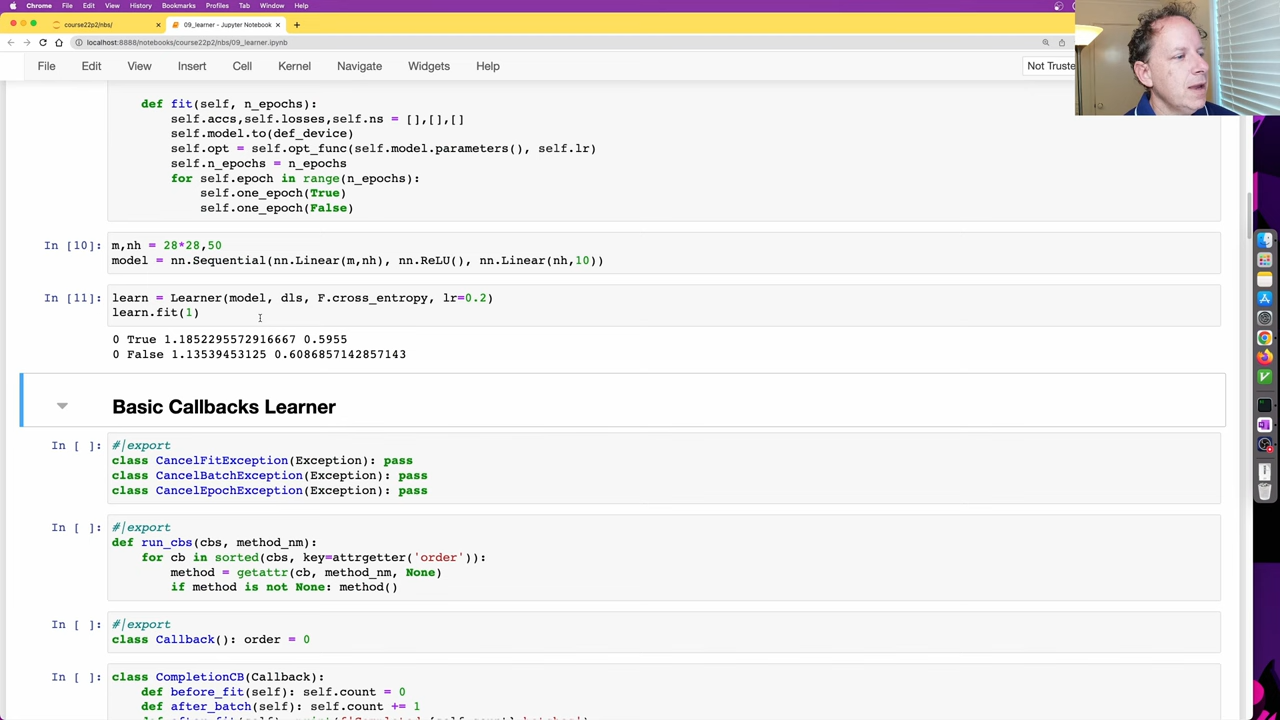 Chrome File Edit View History Bookmarks Profiles Tab Window Help
course22p2/nbs/ × 09_learner - Jupyter Notebook × +
localhost:8888/notebooks/course22p2/nbs/09_learner.ipynb
File Edit View Insert Cell Kernel Navigate Widgets Help Not Truste
def fit(self, n_epochs):
self.accs,self.losses,self.ns = [],[],[]
self.model.to(def_device)
self.opt = self.opt_func(self.model.parameters(), self.lr)
self.n_epochs = n_epochs
for self.epoch in range(n_epochs):
self.one_epoch(True)
self.one_epoch(False)
In [10]: m,nh = 28*28,50
model = nn.Sequential(nn.Linear(m,nh), nn.ReLU(), nn.Linear(nh,10))
In [11]: learn = Learner(model, dls, F.cross_entropy, lr=0.2)
learn.fit(1)
0 True 1.1852295572916667 0.5955
0 False 1.13539453125 0.6086857142857143
Basic Callbacks Learner
In [ ]: #|export
class CancelFitException(Exception): pass
class CancelBatchException(Exception): pass
class CancelEpochException(Exception): pass
In [ ]: #|export
def run_cbs(cbs, method_nm):
for cb in sorted(cbs, key=attrgetter('order')):
method = getattr(cb, method_nm, None)
if method is not None: method()
In [ ]: #|export
class Callback(): order = 0
In [ ]: class CompletionCB(Callback):
def before_fit(self): self.count = 0
def after_batch(self): self.count += 1